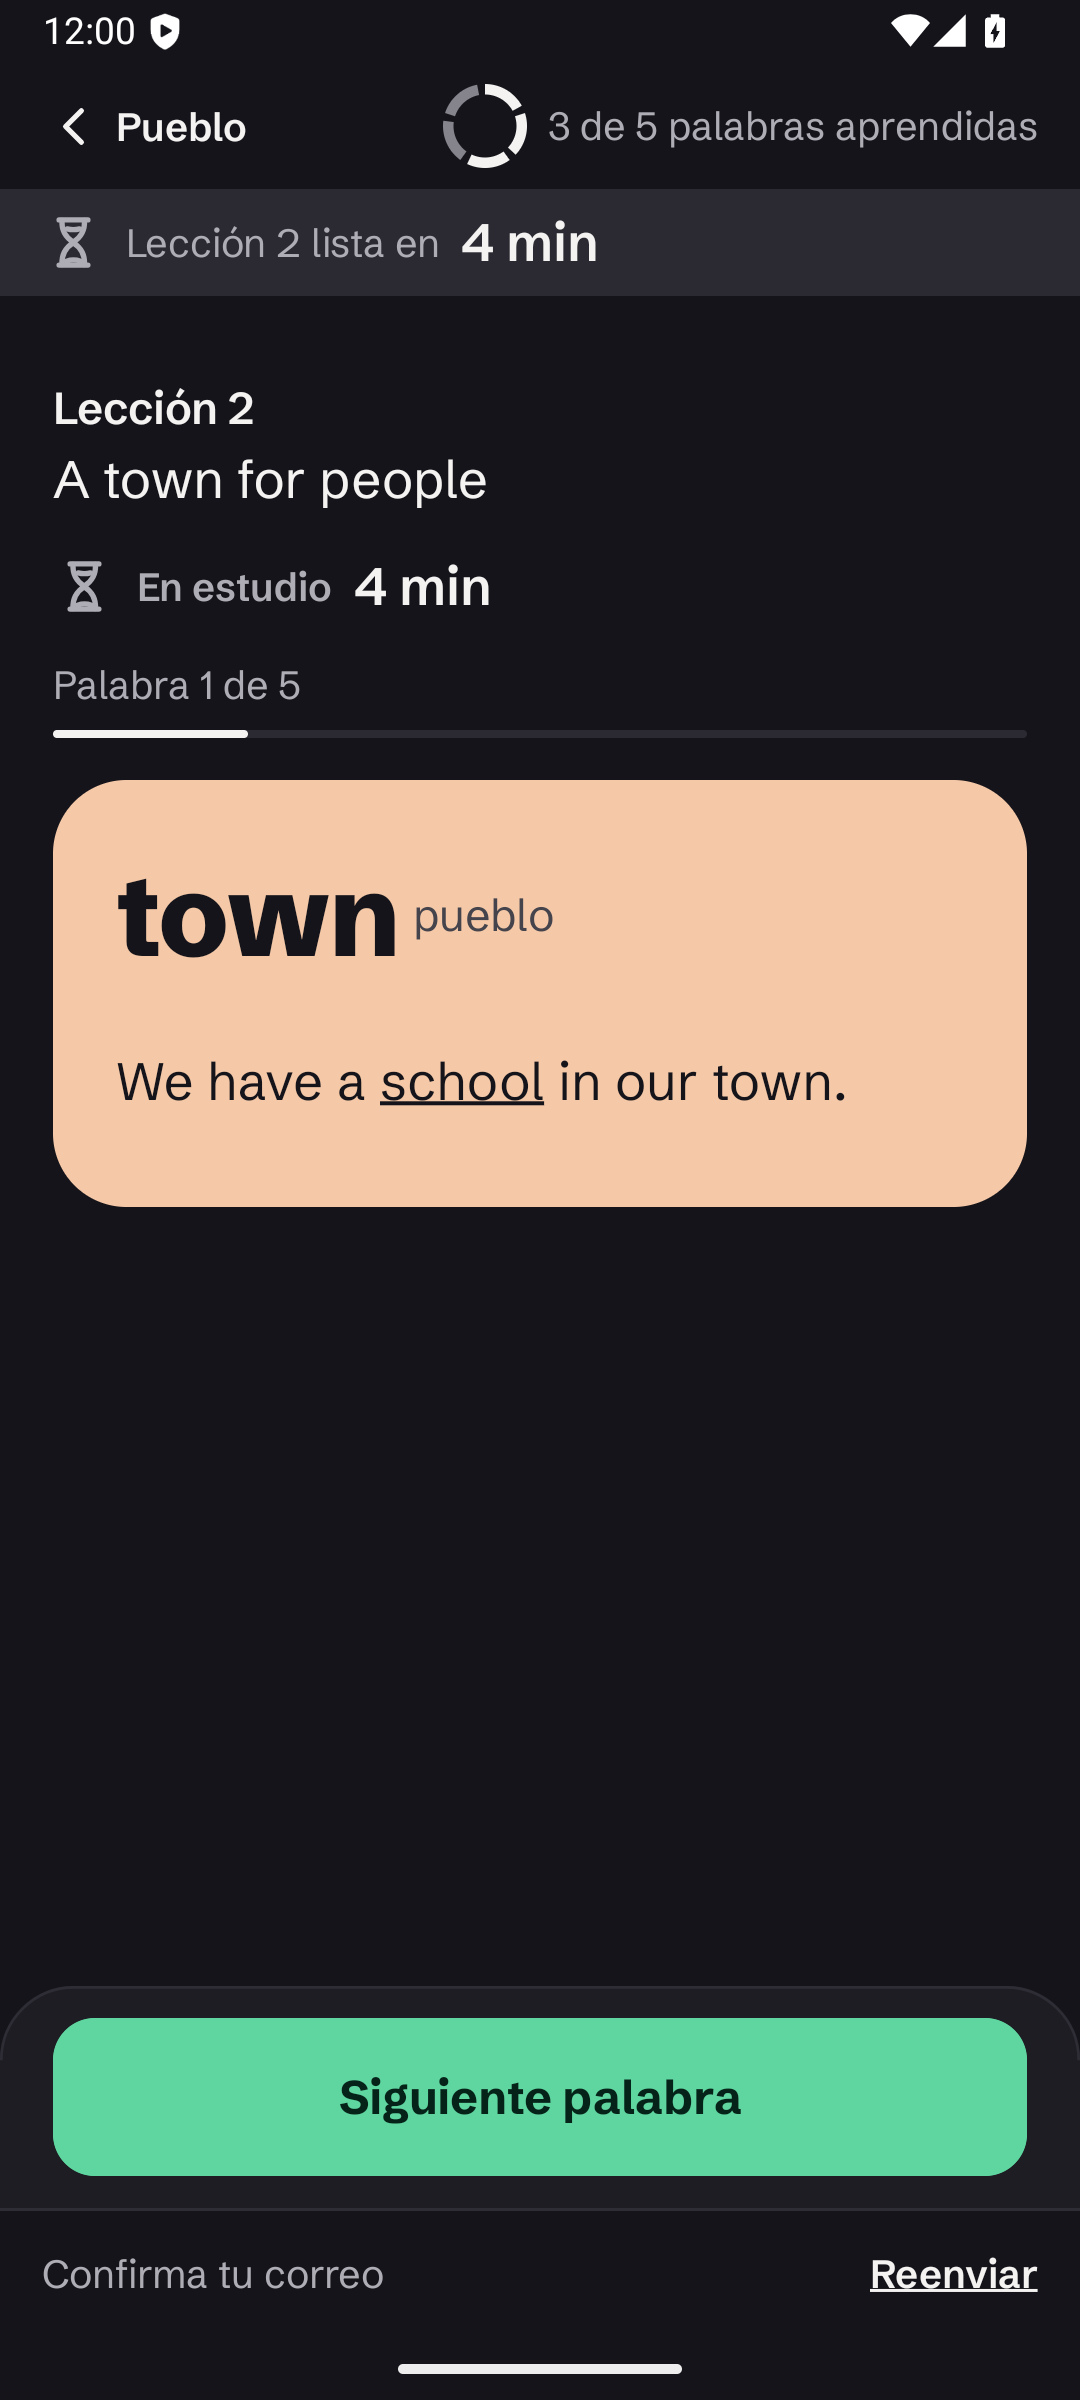 12:00
Pueblo
3 de 5 palabras aprendidas
Lección 2 lista en 4 min
Lección 2
A town for people
En estudio 4 min
Palabra 1 de 5
town pueblo
We have a school in our town.
Siguiente palabra
Confirma tu correo
Reenviar